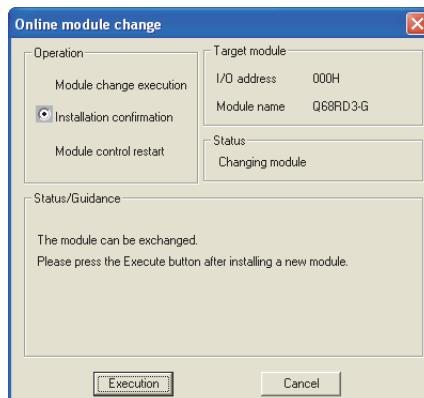 Online module change
Operation
Module change execution
Installation confirmation
Module control restart
Target module
I/O address 000H
Module name Q68RD3-G
Status
Changing module
Status/Guidance
The module can be exchanged.
Please press the Execute button after installing a new module.
Execution Cancel